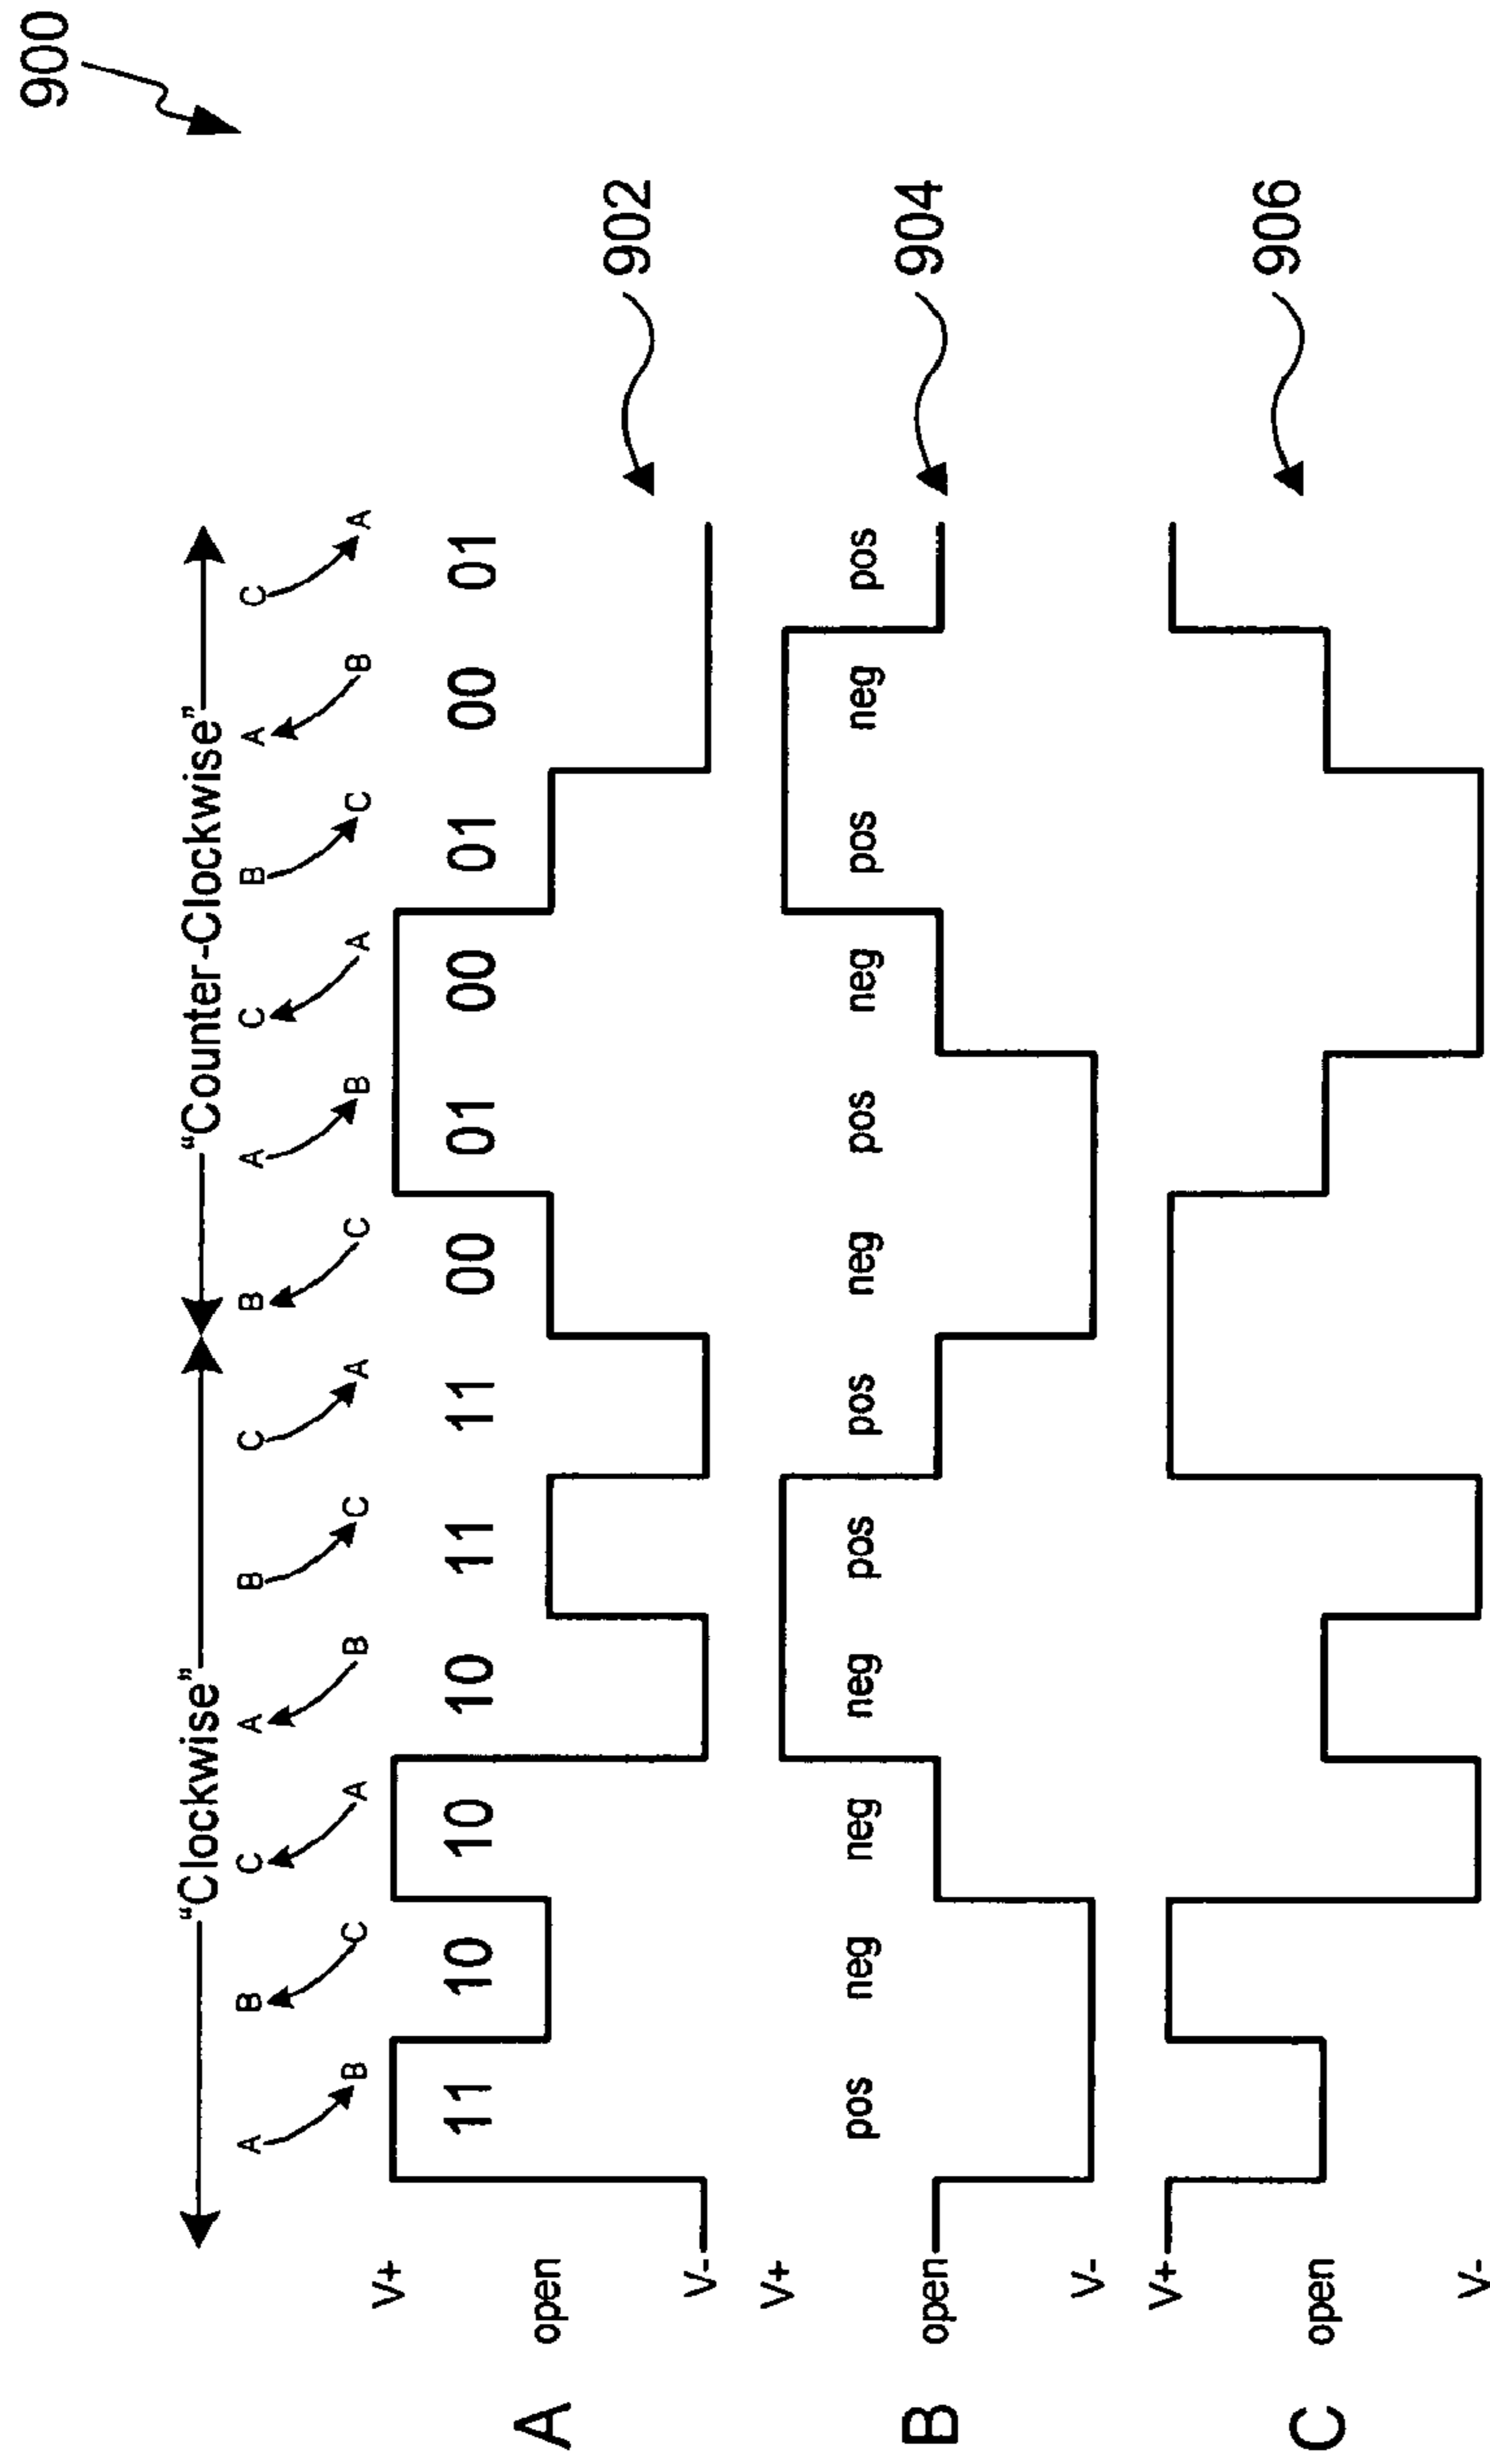 900
"Clockwise" "Counter-Clockwise"
A B B C C A A B B C C A B C A B C A B C A B C A
V+ 11 10 10 10 11 11 00 01 00 01 00 01
A open
V- 902
V+
pos neg neg neg pos pos neg pos neg pos neg pos
B open
V- 904
V+
C open
V- 906